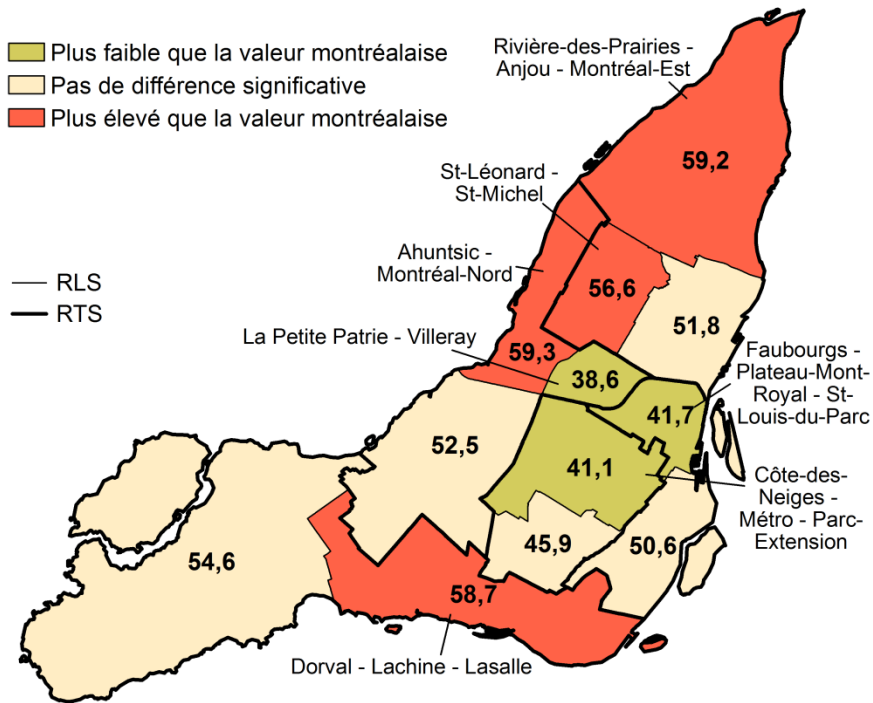 Plus faible que la valeur montréalaise
Pas de différence significative
Plus élevé que la valeur montréalaise
RLS
RTS
Rivière-des-Prairies -
Anjou - Montréal-Est
59,2
St-Léonard -
St-Michel
Ahuntsic -
Montréal-Nord
56,6
51,8
La Petite Patrie - Villeray
59,3
38,6
Faubourgs -
Plateau-Mont-
Royal - St-
Louis-du-Parc
41,7
52,5
41,1
Côte-des-
Neiges -
Métro - Parc-
Extension
45,9
50,6
54,6
58,7
Dorval - Lachine - Lasalle